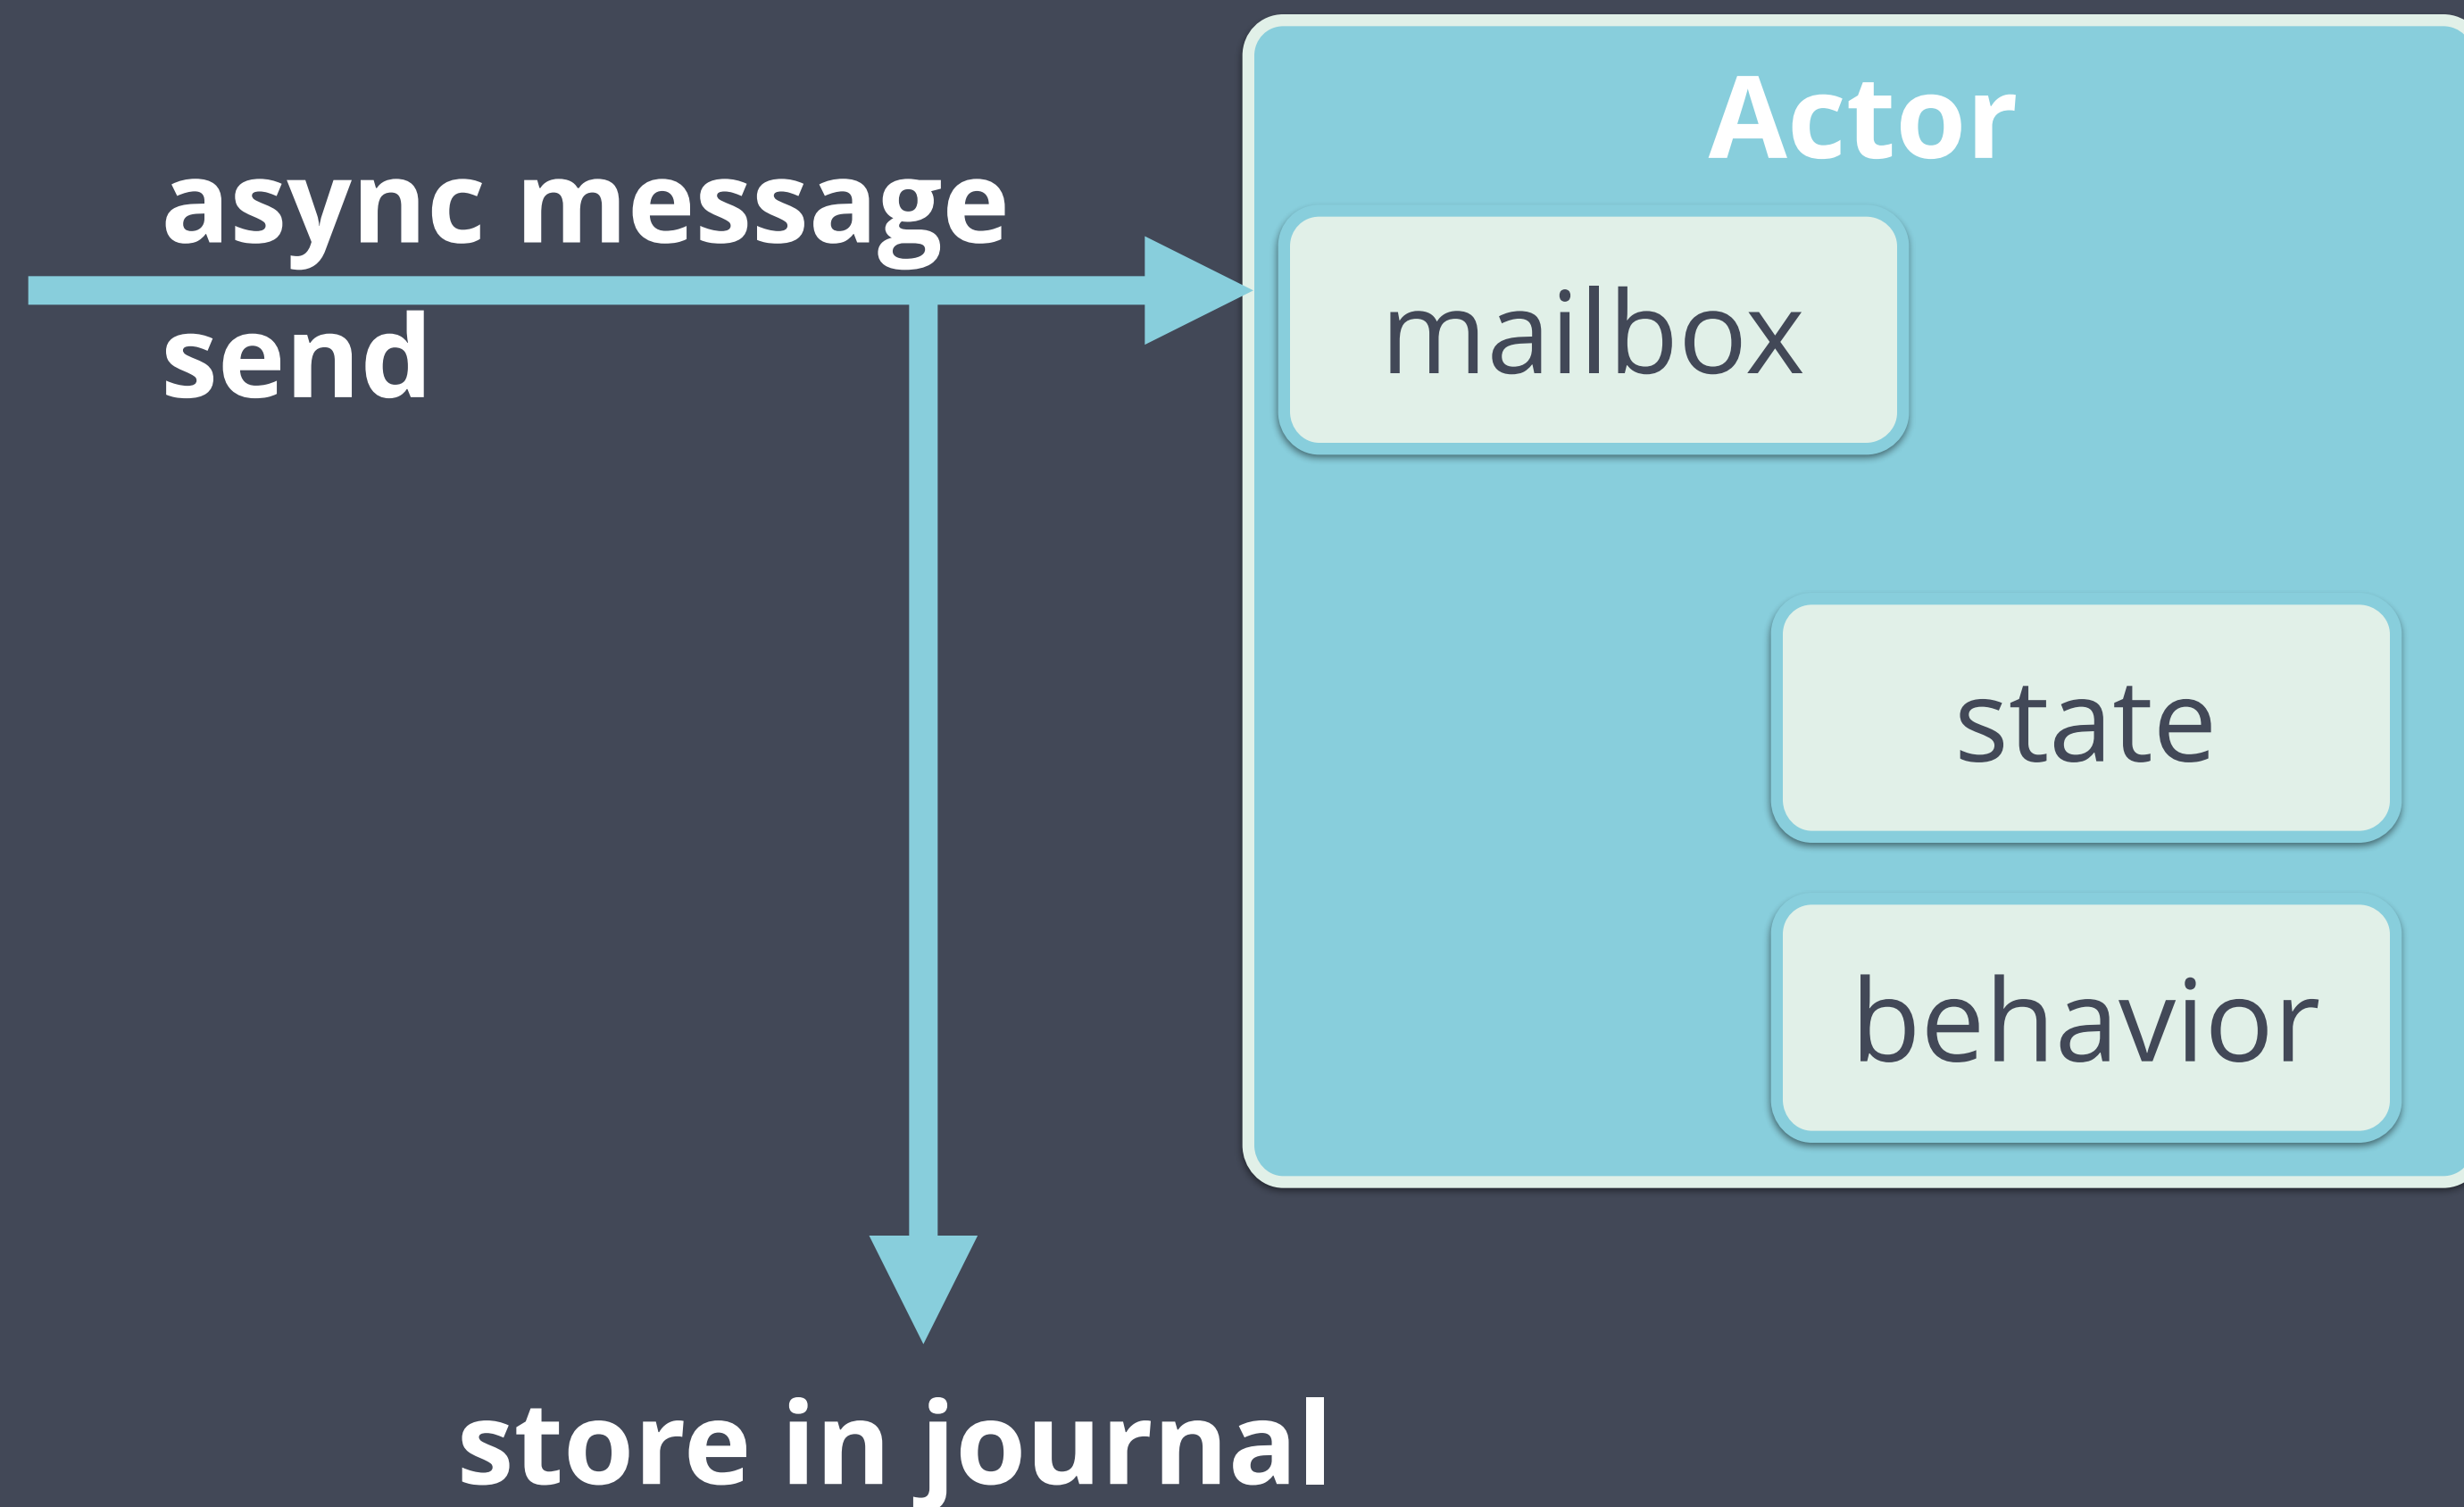 Actor
async message
send
mailbox
state
behavior
store in journal